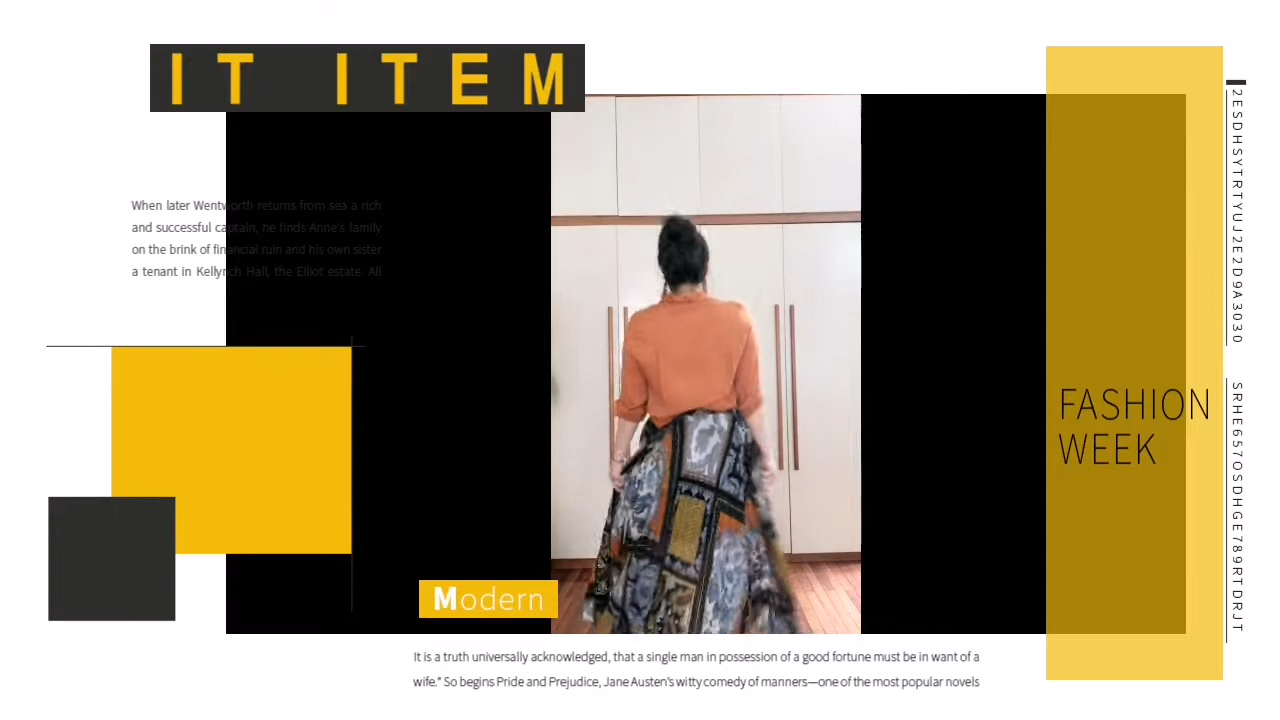 IT ITEM
When later Wentworth returns from sea a rich
and successful captain, he finds Anne's family
on the brink of financial ruin and his own sister
a tenant in Kellynch Hall, the Elliot estate. All
FASHION
WEEK
Modern
It is a truth universally acknowledged, that a single man in possession of a good fortune must be in want of a
wife." So begins Pride and Prejudice, Jane Austen's witty comedy of manners—one of the most popular novels
2ESDHSYTRTYUJ2E2D9A3030
SRHE657OSDHGE789RTDRJT